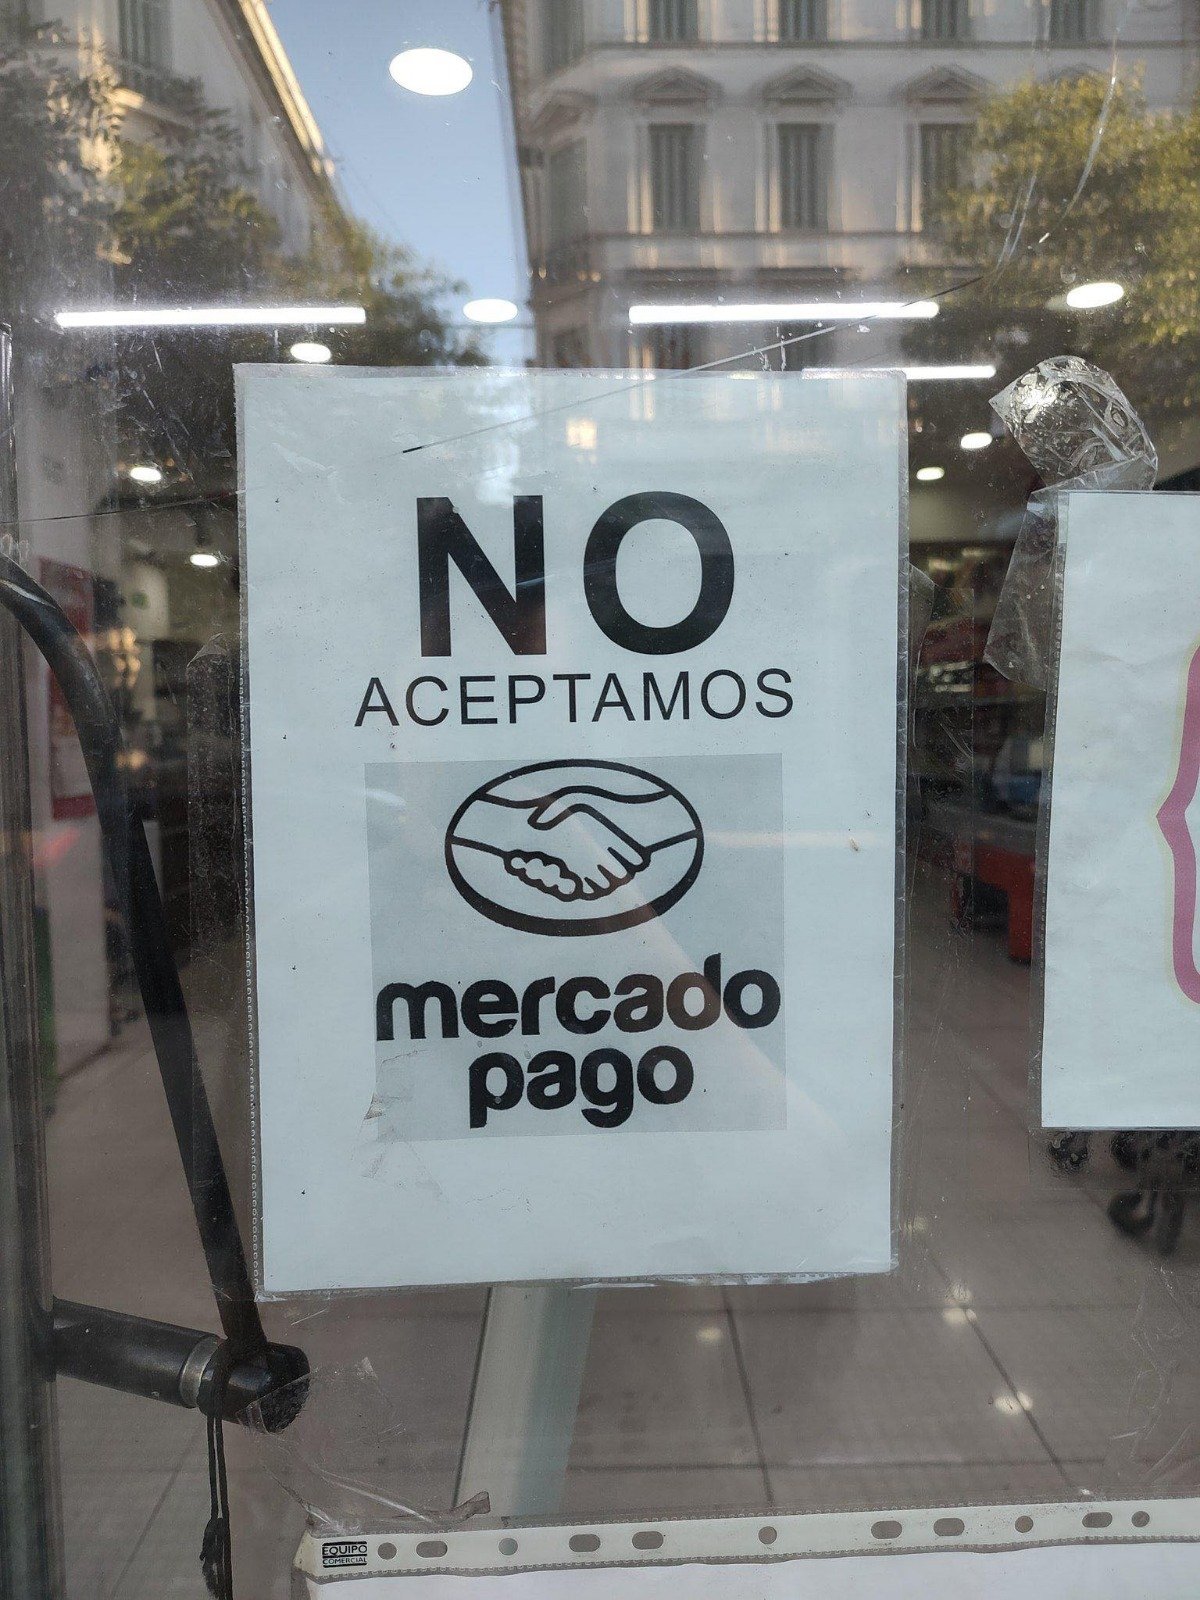 NO
ACEPTAMOS
mercado
pago
EQUIPO
COMERCIAL